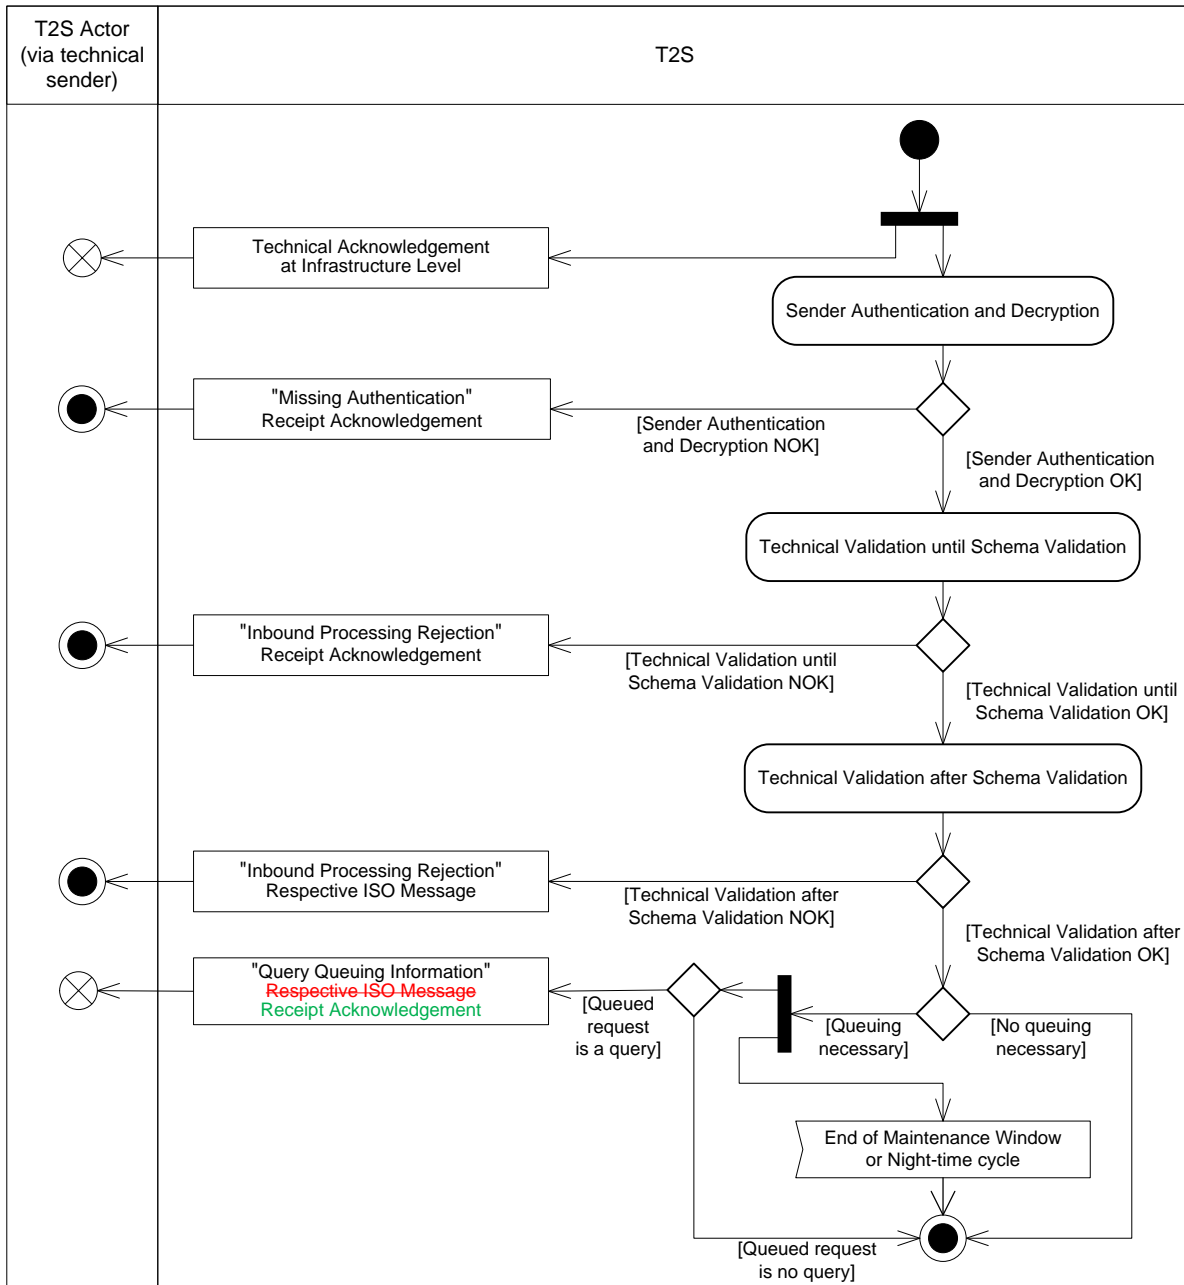 T2S Actor
(via technical
sender)
T2S
Technical Acknowledgement
at Infrastructure Level
Sender Authentication and Decryption
"Missing Authentication"
Receipt Acknowledgement
[Sender Authentication
and Decryption NOK]
[Sender Authentication
and Decryption OK]
Technical Validation until Schema Validation
"Inbound Processing Rejection"
Receipt Acknowledgement
[Technical Validation until
Schema Validation NOK]
[Technical Validation until
Schema Validation OK]
Technical Validation after Schema Validation
"Inbound Processing Rejection"
Respective ISO Message
[Technical Validation after
Schema Validation NOK]
[Technical Validation after
Schema Validation OK]
"Query Queuing Information"
Respective ISO Message
Receipt Acknowledgement
[Queued
request
is a query]
[Queuing
necessary]
[No queuing
necessary]
End of Maintenance Window
or Night-time cycle
[Queued request
is no query]